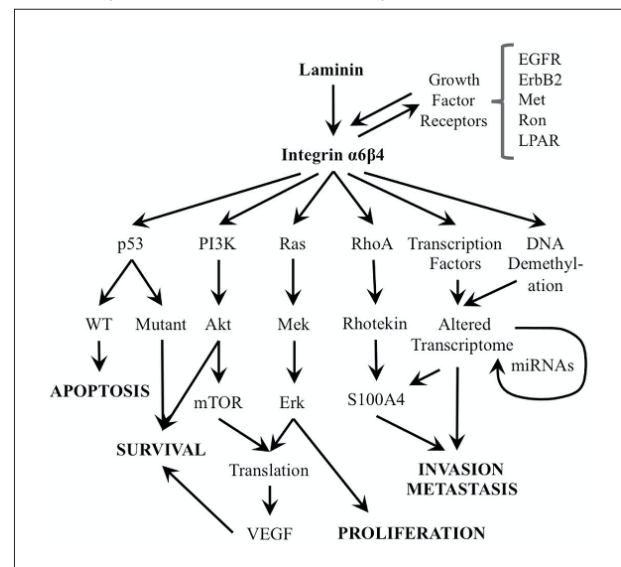 Laminin
Growth
Factor
Receptors
EGFR
ErbB2
Met
Ron
LPAR
Integrin α6β4
p53
PI3K
Ras
RhoA
Transcription
Factors
DNA
Demethyl-
ation
WT
Mutant
Akt
Mek
Rhotekin
Altered
Transcriptome
miRNAs
APOPTOSIS
mTOR
Erk
S100A4
SURVIVAL
Translation
INVASION
METASTASIS
VEGF
PROLIFERATION